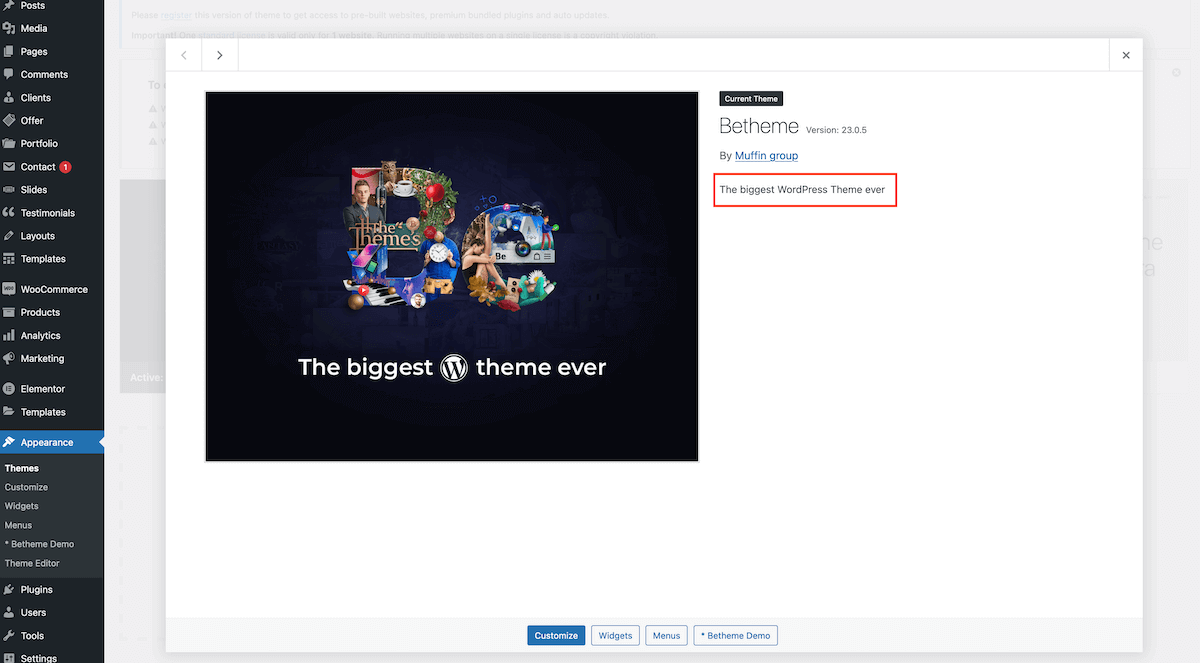 Posts
Media
Pages
Comments
Clients
Offer
Portfolio
Contact 1
Slides
Testimonials
Layouts
Templates
WooCommerce
Products
Analytics
Marketing
Elementor
Templates
Appearance
Themes
Customize
Widgets
Menus
* Betheme Demo
Theme Editor
Plugins
Users
Tools
Settings
Please register this version of theme to get access to pre-built websites, premium bundled plugins and auto updates.
Important! One standard license is valid only for 1 website. Running multiple websites on a single license is a copyright violation.
To
Active:
The
Themes
Be
The biggest W theme ever
Current Theme
Betheme Version: 23.0.5
By Muffin group
The biggest WordPress Theme ever
Customize
Widgets
Menus
* Betheme Demo